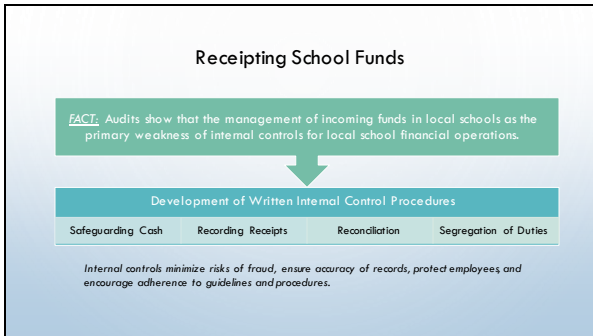 Receipting School Funds
FACT: Audits show that the management of incoming funds in local schools as the
primary weakness of internal controls for local school financial operations.
Development of Written Internal Control Procedures
Safeguarding Cash
Recording Receipts
Reconciliation
Segregation of Duties
Internal controls minimize risks of fraud, ensure accuracy of records, protect employees, and
encourage adherence to guidelines and procedures.